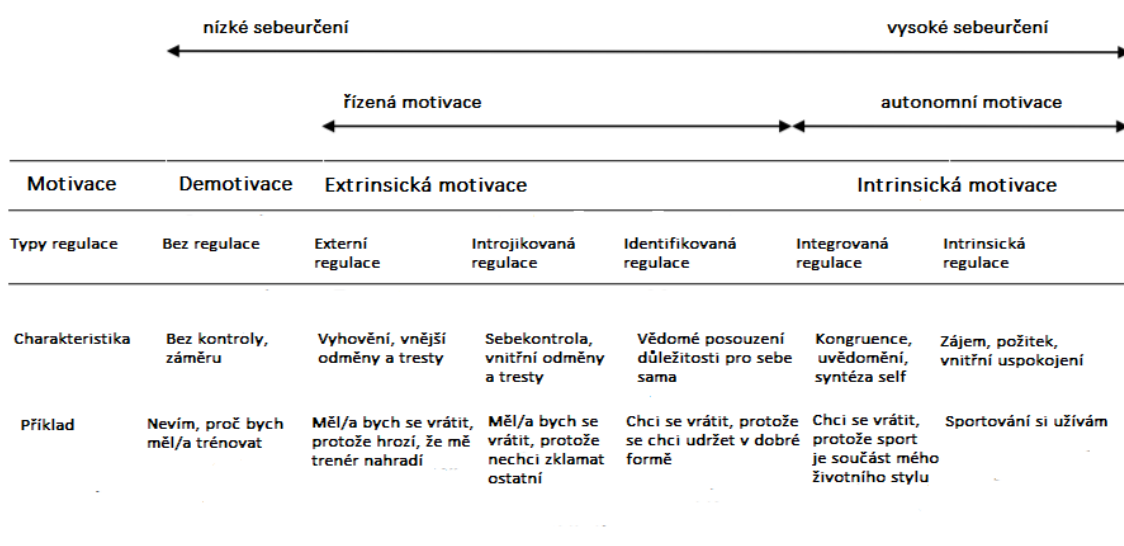 nízké sebeurčení
vysoké sebeurčení
řízená motivace
autonomní motivace
Motivace
Demotivace
Extrinsická motivace
Intrinsická motivace
Typy regulace
Bez regulace
Externí
regulace
Introjikovaná
regulace
Identifikovaná
regulace
Integrovaná
regulace
Intrinsická
regulace
Charakteristika
Bez kontroly,
záměru
Vyhovění, vnější
odměny a tresty
Sebekontrola,
vnitřní odměny
a tresty
Vědomé posouzení
důležitosti pro sebe
sama
Kongruence,
uvědomění,
syntéza self
Zájem, požitek,
vnitřní uspokojení
Příklad
Nevím, proč bych
měl/a trénovat
Měl/a bych se vrátit,
protože hrozí, že mě
trenér nahradí
Měl/a bych se
vrátit, protože
nechci zklamat
ostatní
Chci se vrátit, protože
se chci udržet v dobré
formě
Chci se vrátit,
protože sport
je součást mého
životního stylu
Sportování si užívám